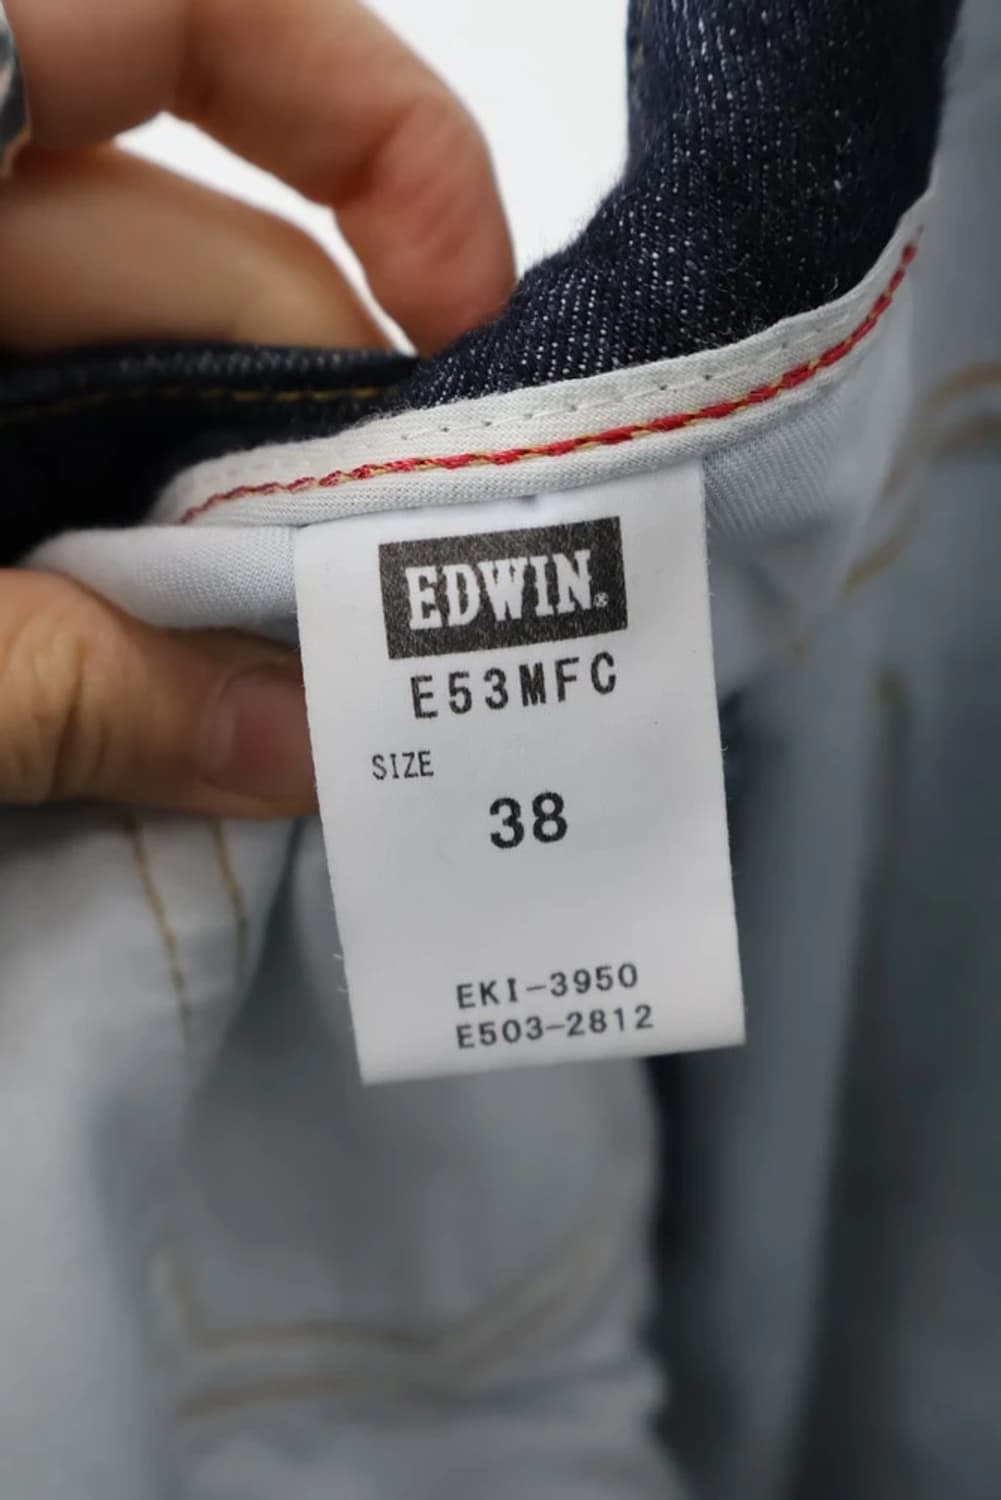 EDWIN®
E53MFC
SIZE
38
EKI-3950
E503-2812